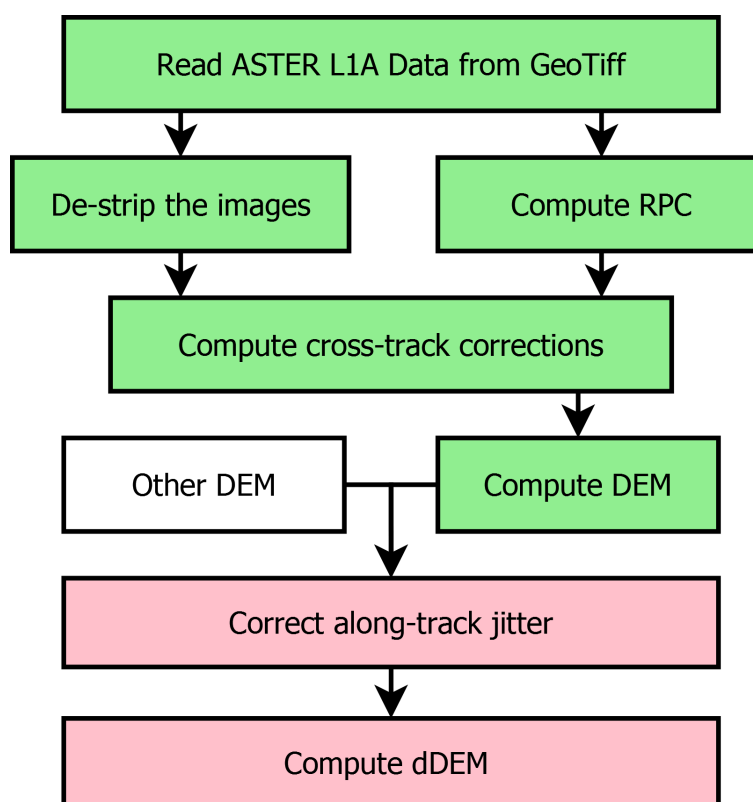 Read ASTER L1A Data from GeoTiff
De-strip the images
Compute RPC
Compute cross-track corrections
Other DEM
Compute DEM
Correct along-track jitter
Compute dDEM